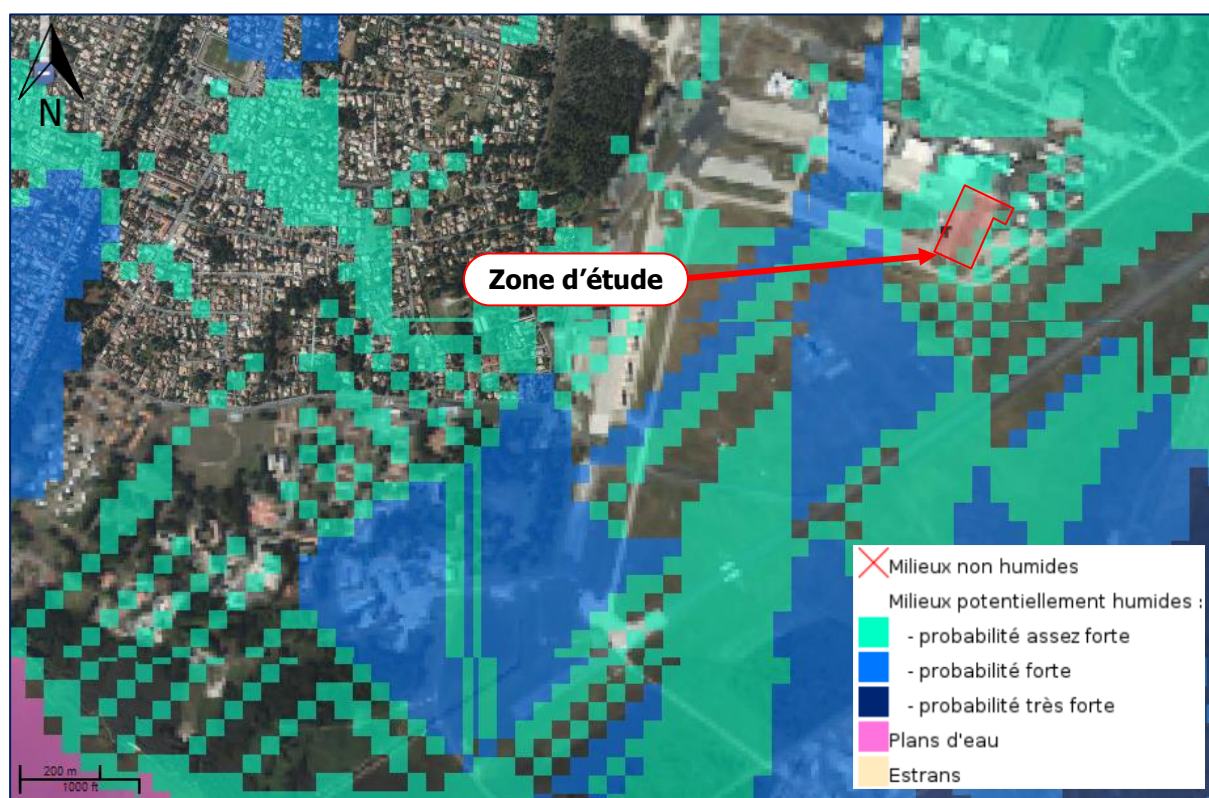 N
Zone d'étude
Milieux non humides
Milieux potentiellement humides :
- probabilité assez forte
- probabilité forte
- probabilité très forte
Plans d'eau
Estrans
200 m
1000 ft